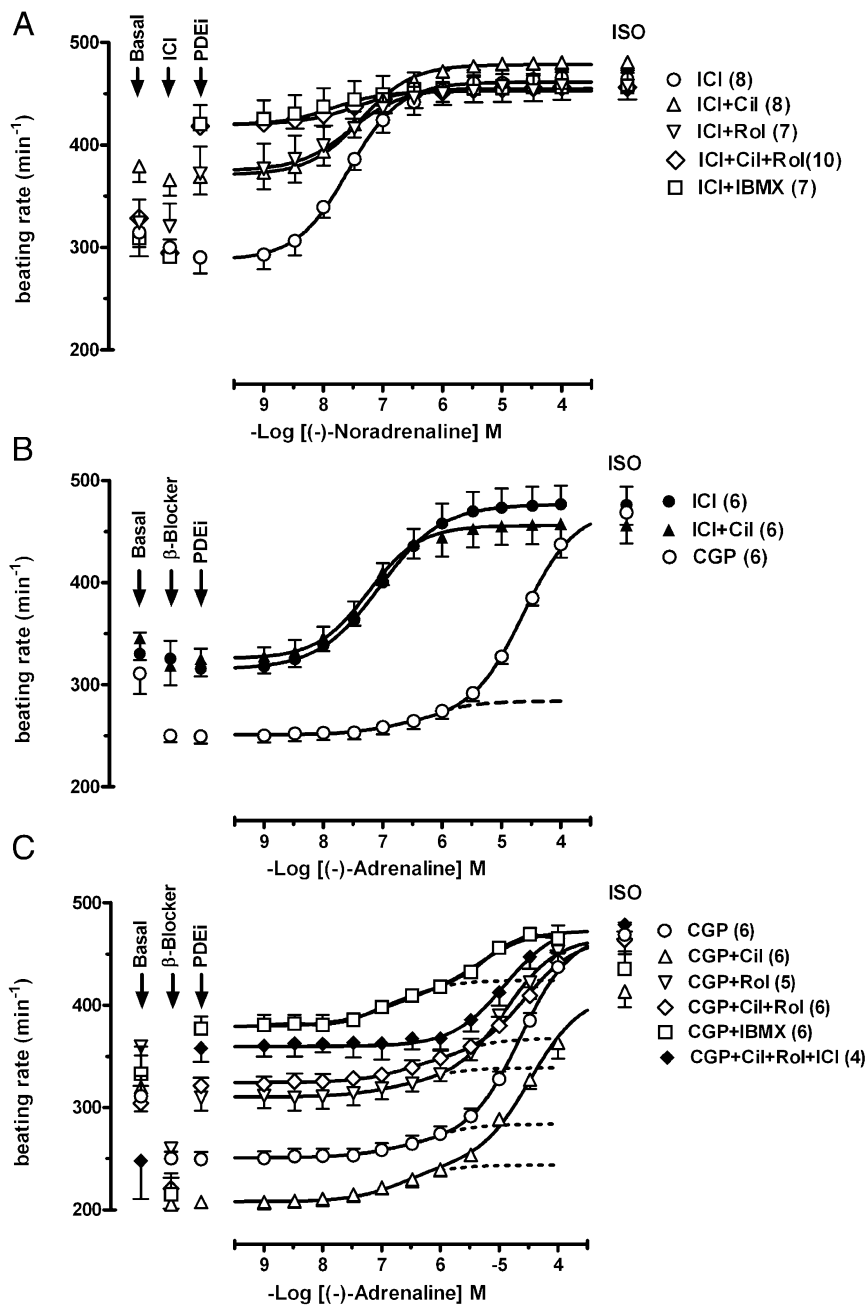 A
Basal
ICI
PDEi
ISO
500
400
300
200
beating rate (min-1)
ICI (8)
ICI+Cil (8)
ICI+Rol (7)
ICI+Cil+Rol(10)
ICI+IBMX (7)
9 8 7 6 5 4
-Log [(-)-Noradrenaline] M
B
Basal
β-Blocker
PDEi
ISO
500
400
300
200
beating rate (min-1)
ICI (6)
ICI+Cil (6)
CGP (6)
9 8 7 6 5 4
-Log [(-)-Adrenaline] M
C
Basal
β-Blocker
PDEi
ISO
500
400
300
200
beating rate (min-1)
CGP (6)
CGP+Cil (6)
CGP+Rol (5)
CGP+Cil+Rol (6)
CGP+IBMX (6)
CGP+Cil+Rol+ICI (4)
9 8 7 6 -5 4
-Log [(-)-Adrenaline] M